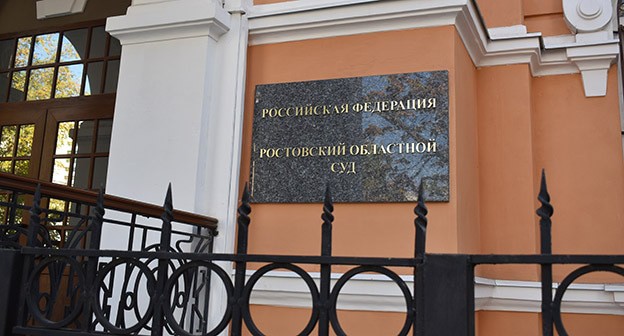 РОССИЙСКАЯ ФЕДЕРАЦИЯ
РОСТОВСКИЙ ОБЛАСТНОЙ
СУД